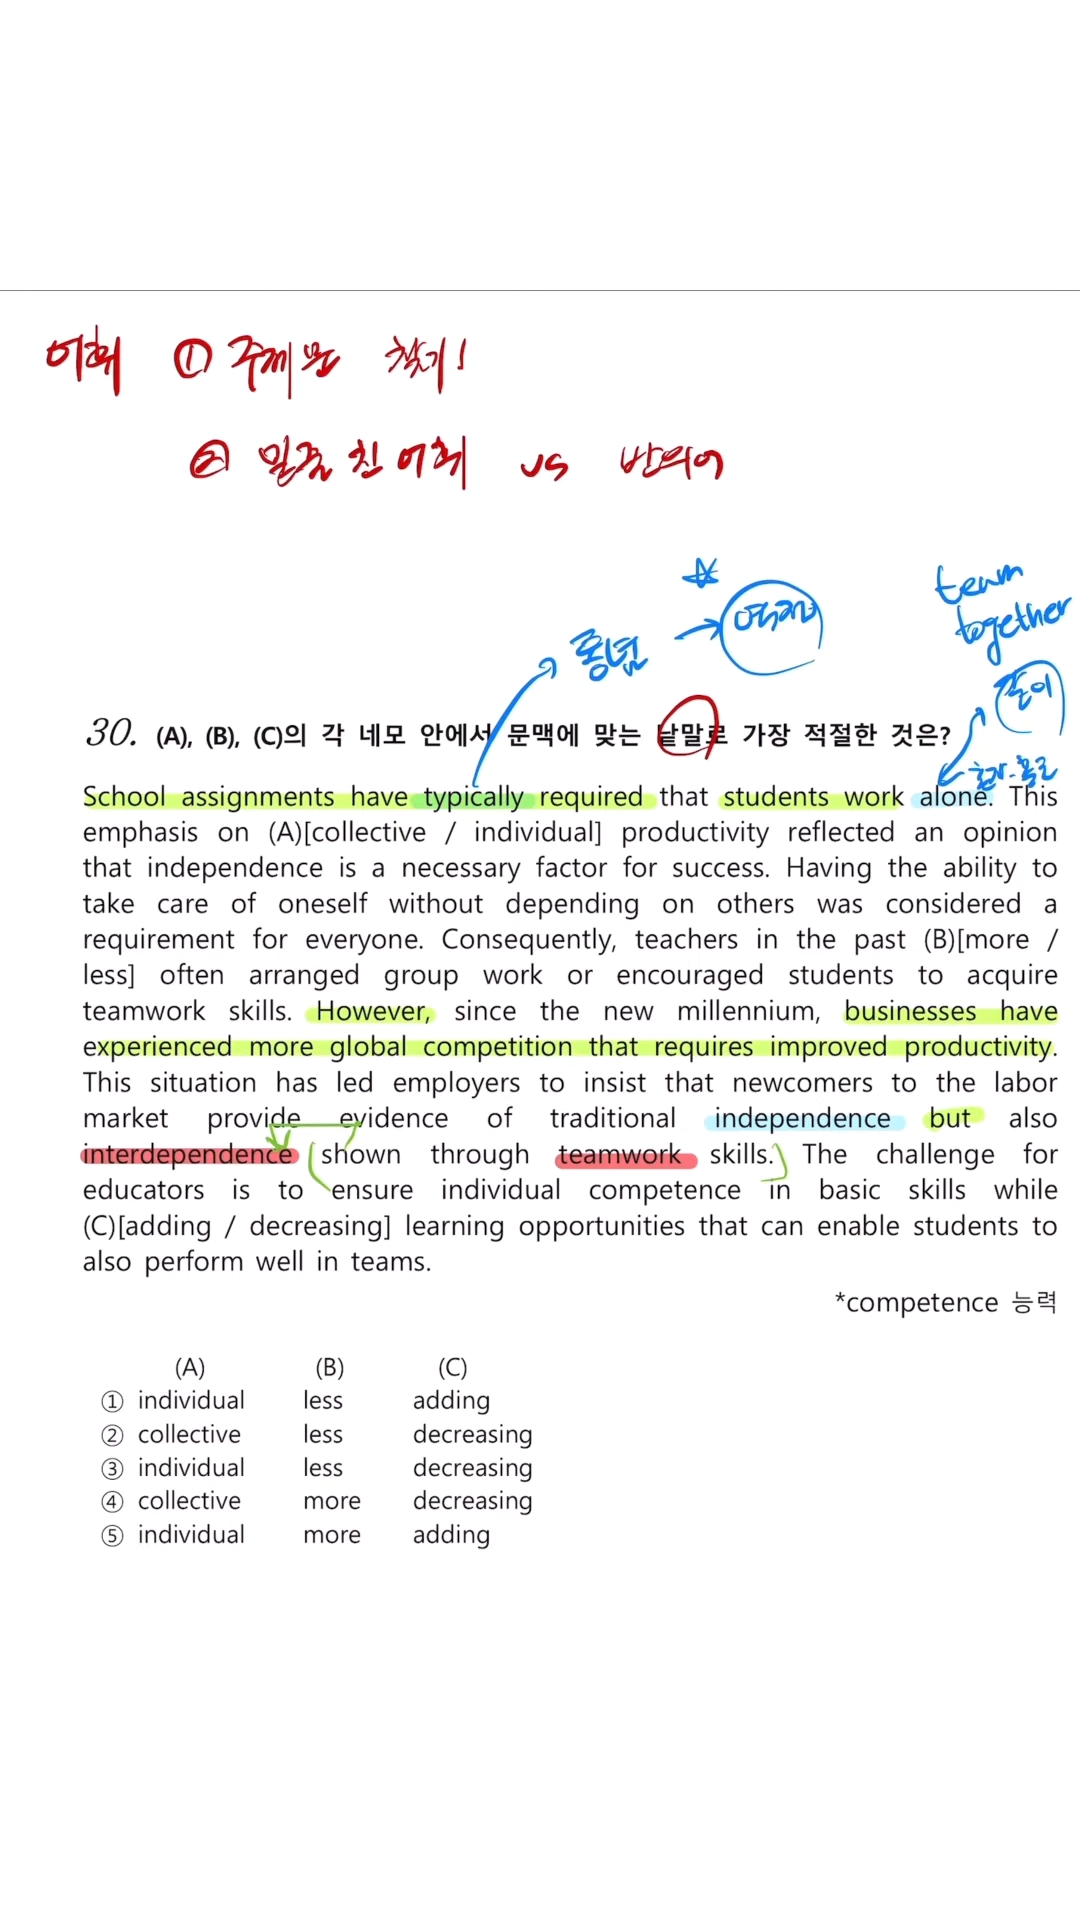 어휘 ① 주제문 찾기!
② 밑줄 친 어휘 vs 반의어
team
together
통념 → 역전
같이
혼자·홀로
30. (A), (B), (C)의 각 네모 안에서 문맥에 맞는 낱말로 가장 적절한 것은?
School assignments have typically required that students work alone. This
emphasis on (A)[collective / individual] productivity reflected an opinion
that independence is a necessary factor for success. Having the ability to
take care of oneself without depending on others was considered a
requirement for everyone. Consequently, teachers in the past (B)[more /
less] often arranged group work or encouraged students to acquire
teamwork skills. However, since the new millennium, businesses have
experienced more global competition that requires improved productivity.
This situation has led employers to insist that newcomers to the labor
market provide evidence of traditional independence but also
interdependence shown through teamwork skills. The challenge for
educators is to ensure individual competence in basic skills while
(C)[adding / decreasing] learning opportunities that can enable students to
also perform well in teams.
*competence 능력
(A) (B) (C)
① individual less adding
② collective less decreasing
③ individual less decreasing
④ collective more decreasing
⑤ individual more adding